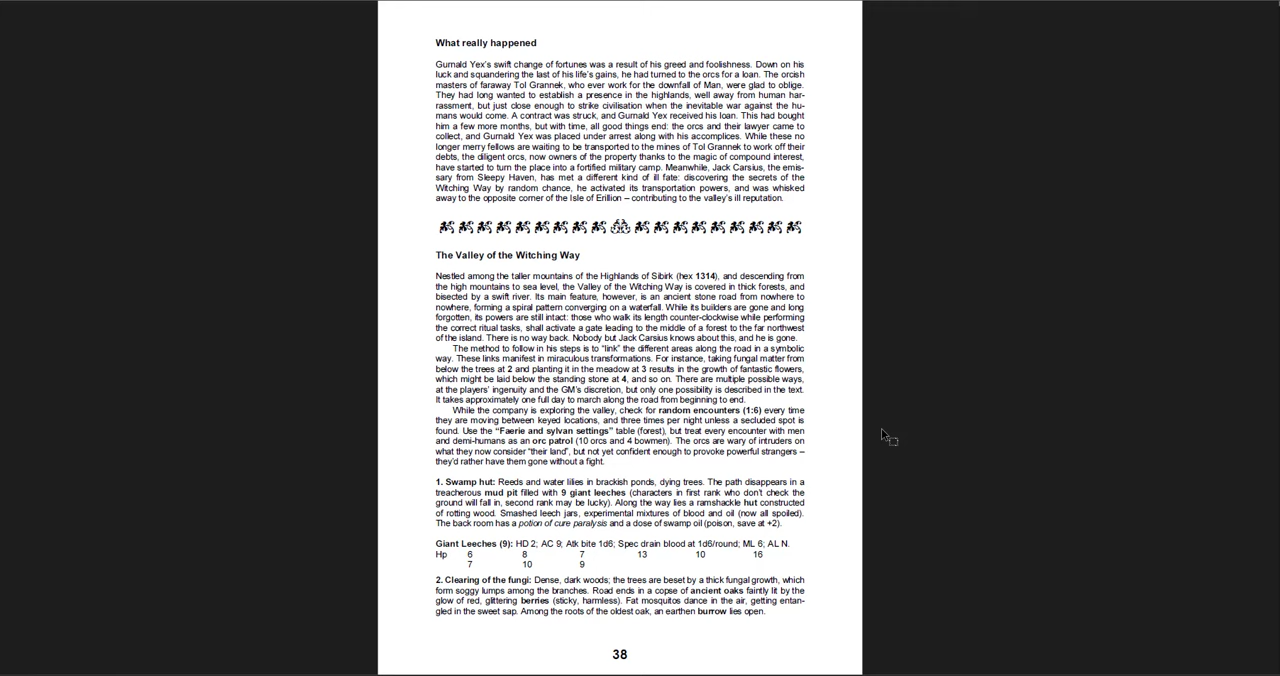 What really happened
Gurnald Yex's swift change of fortunes was a result of his greed and foolishness. Down on his
luck and squandering the last of his life's gains, he had turned to the orcs for a loan. The orcish
masters of faraway Tol Grannek, who ever work for the downfall of Man, were glad to oblige.
They had long wanted to establish a presence in the highlands, well away from human har-
rassment, but just close enough to strike civilisation when the inevitable war against the hu-
mans would come. A contract was struck, and Gurnald Yex received his loan. This had bought
him a few more months, but with time, all good things end: the orcs and their lawyer came to
collect, and Gurnald Yex was placed under arrest along with his accomplices. While these no
longer merry fellows are waiting to be transported to the mines of Tol Grannek to work off their
debts, the diligent orcs, now owners of the property thanks to the magic of compound interest,
have started to turn the place into a fortified military camp. Meanwhile, Jack Carsius, the emis-
sary from Sleepy Haven, has met a different kind of ill fate: discovering the secrets of the
Witching Way by random chance, he activated its transportation powers, and was whisked
away to the opposite corner of the Isle of Erillion – contributing to the valley's ill reputation.
The Valley of the Witching Way
Nestled among the taller mountains of the Highlands of Sibirk (hex 1314), and descending from
the high mountains to sea level, the Valley of the Witching Way is covered in thick forests, and
bisected by a swift river. Its main feature, however, is an ancient stone road from nowhere to
nowhere, forming a spiral pattern converging on a waterfall. While its builders are gone and long
forgotten, its powers are still intact: those who walk its length counter-clockwise while performing
the correct ritual tasks, shall activate a gate leading to the middle of a forest to the far northwest
of the island. There is no way back. Nobody but Jack Carsius knows about this, and he is gone.
The method to follow in his steps is to "link" the different areas along the road in a symbolic
way. These links manifest in miraculous transformations. For instance, taking fungal matter from
below the trees at 2 and planting it in the meadow at 3 results in the growth of fantastic flowers,
which might be laid below the standing stone at 4, and so on. There are multiple possible ways,
at the players' ingenuity and the GM's discretion, but only one possibility is described in the text.
It takes approximately one full day to march along the road from beginning to end.
While the company is exploring the valley, check for random encounters (1:6) every time
they are moving between keyed locations, and three times per night unless a secluded spot is
found. Use the "Faerie and sylvan settings" table (forest), but treat every encounter with men
and demi-humans as an orc patrol (10 orcs and 4 bowmen). The orcs are wary of intruders on
what they now consider "their land", but not yet confident enough to provoke powerful strangers –
they'd rather have them gone without a fight.
1. Swamp hut: Reeds and water lilies in brackish ponds, dying trees. The path disappears in a
treacherous mud pit filled with 9 giant leeches (characters in first rank who don't check the
ground will fall in, second rank may be lucky). Along the way lies a ramshackle hut constructed
of rotting wood. Smashed leech jars, experimental mixtures of blood and oil (now all spoiled).
The back room has a potion of cure paralysis and a dose of swamp oil (poison, save at +2).
Giant Leeches (9): HD 2; AC 9; Atk bite 1d6; Spec drain blood at 1d6/round; ML 6; AL N.
Hp 6 8 7 13 10 16
7 10 9
2. Clearing of the fungi: Dense, dark woods; the trees are beset by a thick fungal growth, which
form soggy lumps among the branches. Road ends in a copse of ancient oaks faintly lit by the
glow of red, glittering berries (sticky, harmless). Fat mosquitos dance in the air, getting entan-
gled in the sweet sap. Among the roots of the oldest oak, an earthen burrow lies open.
38